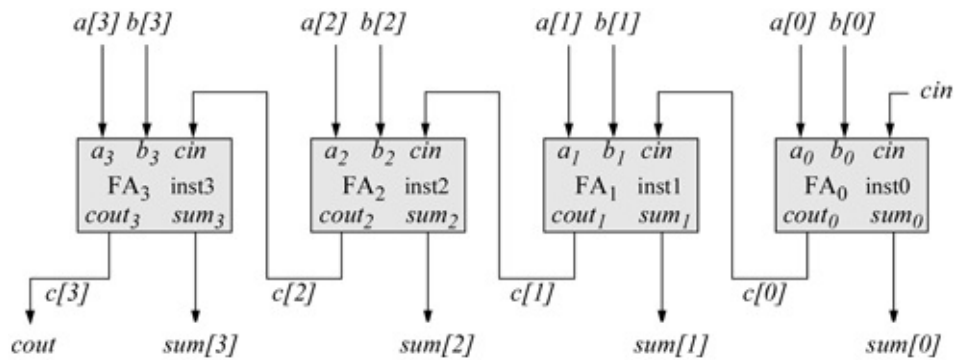 a[3] b[3] a[2] b[2] a[1] b[1] a[0] b[0]
cin
a₃ b₃ cin a₂ b₂ cin a₁ b₁ cin a₀ b₀ cin
FA₃ inst3 FA₂ inst2 FA₁ inst1 FA₀ inst0
cout₃ sum₃ cout₂ sum₂ cout₁ sum₁ cout₀ sum₀
c[3] c[2] c[1] c[0]
cout sum[3] sum[2] sum[1] sum[0]